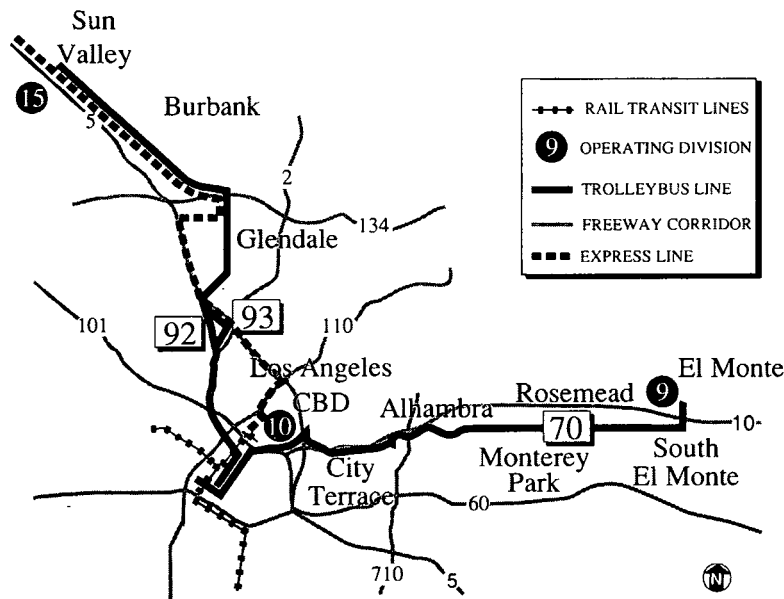 Sun
Valley
15
5
Burbank
2
134
Glendale
101
92
93
110
Los Angeles
CBD
10
Alhambra
Rosemead
9
El Monte
10
70
City
Terrace
Monterey
Park
South
El Monte
60
710
5
N
RAIL TRANSIT LINES
9 OPERATING DIVISION
TROLLEYBUS LINE
FREEWAY CORRIDOR
EXPRESS LINE